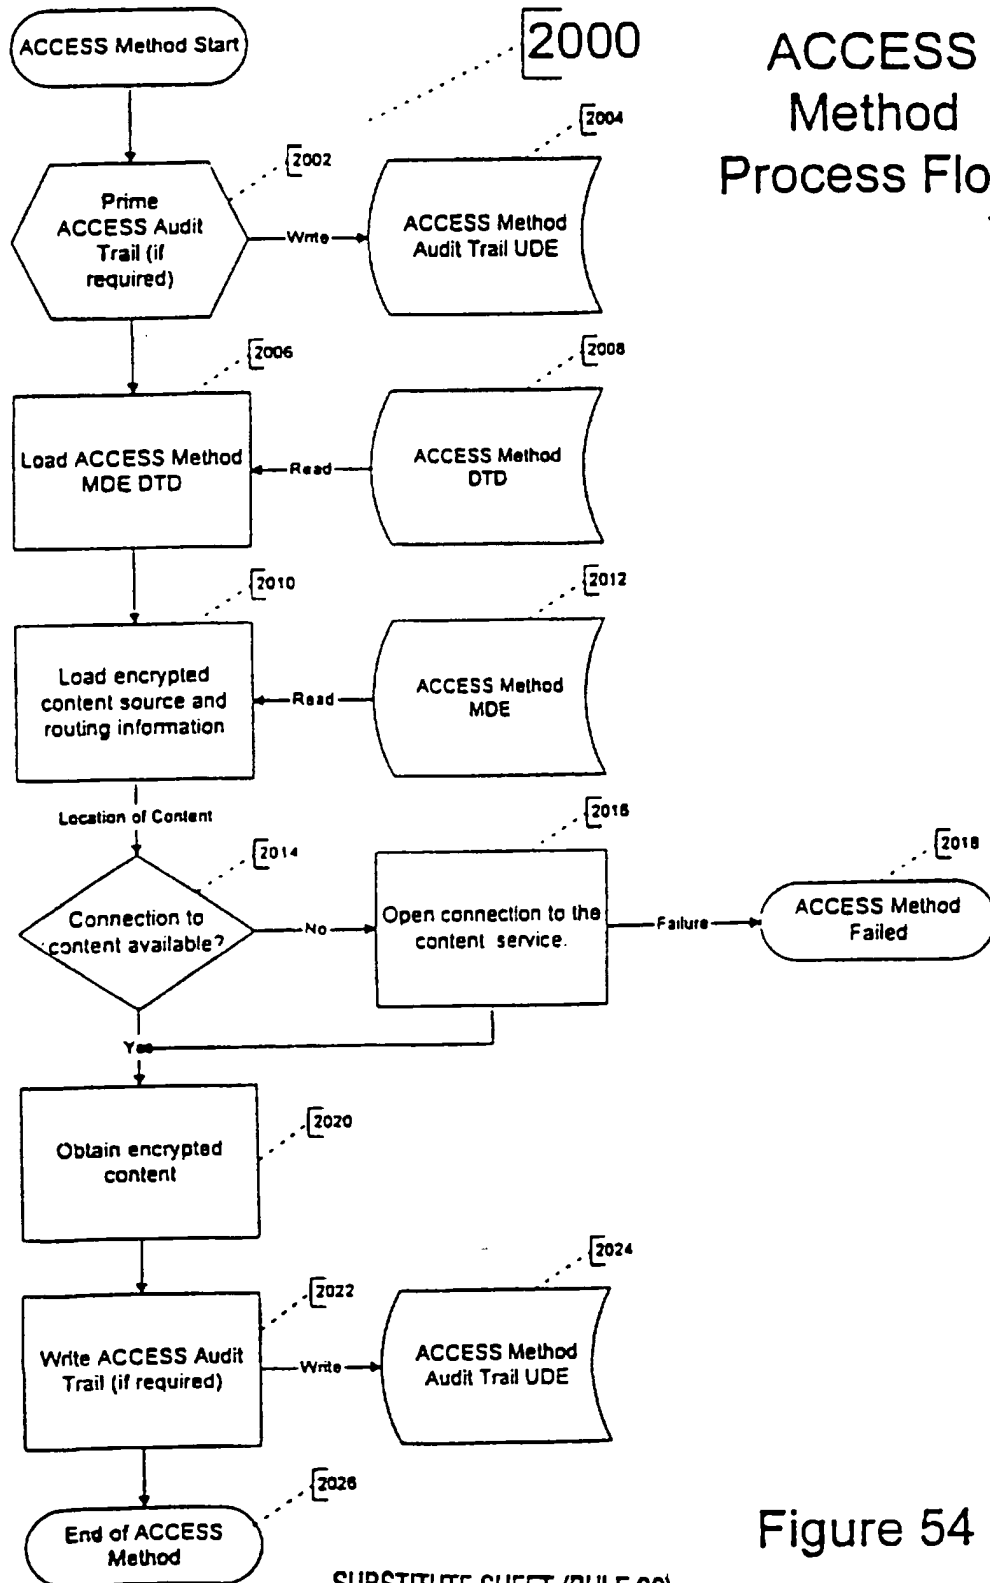 ACCESS Method Start
2000
ACCESS
Method
Process Flo
2004
2002
Prime
ACCESS Audit
Trail (if
required)
Write
ACCESS Method
Audit Trail UDE
2006
2008
Load ACCESS Method
MDE DTD
Read
ACCESS Method
DTD
2010
2012
Load encrypted
content source and
routing information
Read
ACCESS Method
MDE
Location of Content
2014
2016
2018
Connection to
content available?
No
Open connection to the
content service.
Failure
ACCESS Method
Failed
Y
2020
Obtain encrypted
content
2022
2024
Write ACCESS Audit
Trail (if required)
Write
ACCESS Method
Audit Trail UDE
2026
End of ACCESS
Method
Figure 54
SUBSTITUTE SHEET